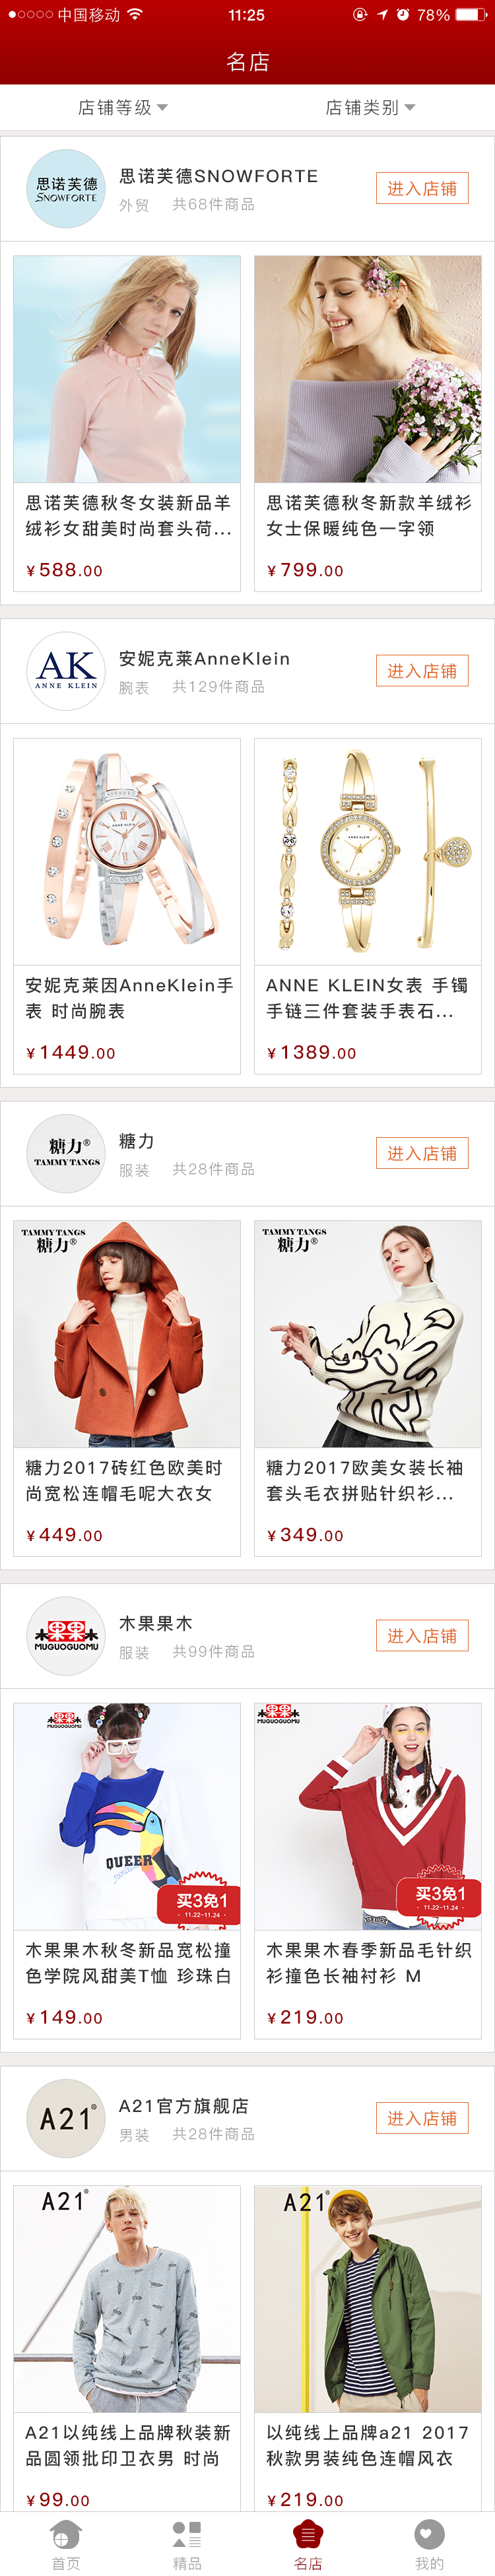 中国移动 11:25 78%
名店
店铺等级 店铺类别
思诺芙德
SNOWFORTE
思诺芙德SNOWFORTE
外贸 共68件商品
进入店铺
思诺芙德秋冬女装新品羊
绒衫女甜美时尚套头荷...
¥588.00
思诺芙德秋冬新款羊绒衫
女士保暖纯色一字领
¥799.00
AK
ANNE KLEIN
安妮克莱AnneKlein
腕表 共129件商品
进入店铺
ANNE KLEIN
安妮克莱因AnneKlein手
表 时尚腕表
¥1449.00
ANNE KLEIN
ANNE KLEIN女表 手镯
手链三件套装手表石...
¥1389.00
糖力®
TAMMYTANGS
糖力
服装 共28件商品
进入店铺
TAMMYTANGS
糖力®
糖力2017砖红色欧美时
尚宽松连帽毛呢大衣女
¥449.00
TAMMYTANGS
糖力®
糖力2017欧美女装长袖
套头毛衣拼贴针织衫...
¥349.00
木果果木
MUGUOGUOMU
木果果木
服装 共99件商品
进入店铺
木果果木
MUGUOGUOMU
QUEER
买3免1
11.22-11.24
木果果木秋冬新品宽松撞
色学院风甜美T恤 珍珠白
¥149.00
木果果木
MUGUOGUOMU
买3免1
11.22-11.24
木果果木春季新品毛针织
衫撞色长袖衬衫 M
¥219.00
A21®
A21官方旗舰店
男装 共28件商品
进入店铺
A21®
A21以纯线上品牌秋装新
品圆领批印卫衣男 时尚
¥99.00
A21®
以纯线上品牌a21 2017
秋款男装纯色连帽风衣
¥219.00
首页 精品 名店 我的